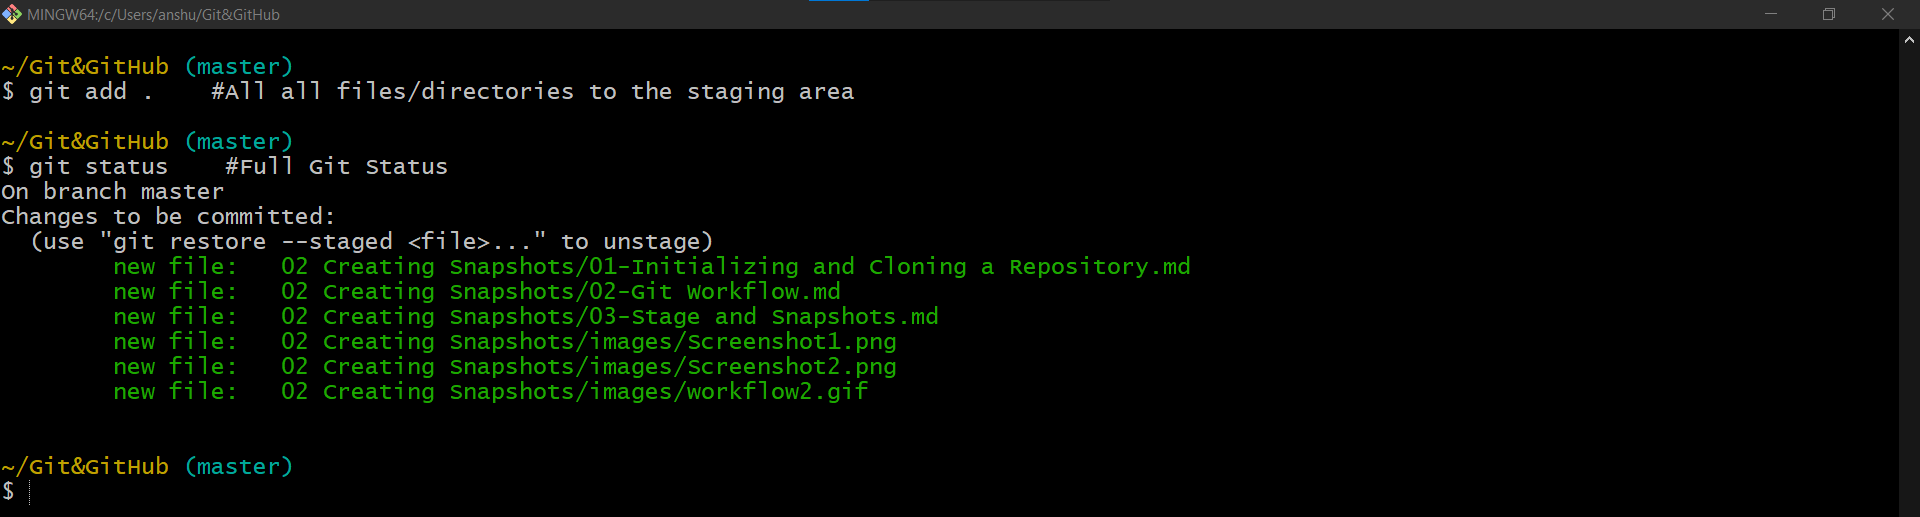 MINGW64:/c/Users/anshu/Git&GitHub
~/Git&GitHub (master)
$ git add .    #All all files/directories to the staging area
~/Git&GitHub (master)
$ git status    #Full Git Status
On branch master
Changes to be committed:
  (use "git restore --staged <file>..." to unstage)
        new file:   02 Creating Snapshots/01-Initializing and Cloning a Repository.md
        new file:   02 Creating Snapshots/02-Git Workflow.md
        new file:   02 Creating Snapshots/03-Stage and Snapshots.md
        new file:   02 Creating Snapshots/images/Screenshot1.png
        new file:   02 Creating Snapshots/images/Screenshot2.png
        new file:   02 Creating Snapshots/images/workflow2.gif
~/Git&GitHub (master)
$